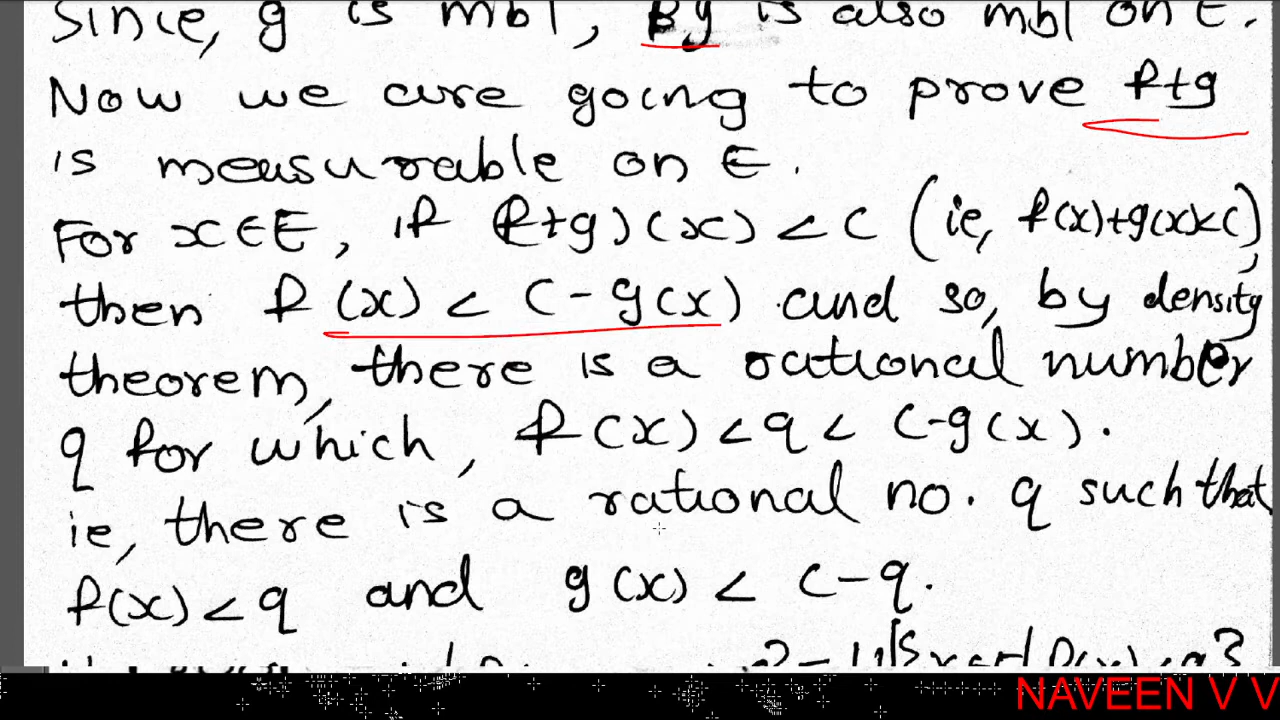 Since, g is mbl, βg is also mbl on E.
Now we are going to prove f+g
is measurable on E.
For x∈E, if (f+g)(x) < c (ie, f(x)+g(x)<c)
then f(x) < c-g(x) and so, by density
theorem, there is a rational number
q for which, f(x) < q < c-g(x).
ie, there is a rational no. q such that
f(x) < q and g(x) < c-q.
f(x) < q}
NAVEEN V V